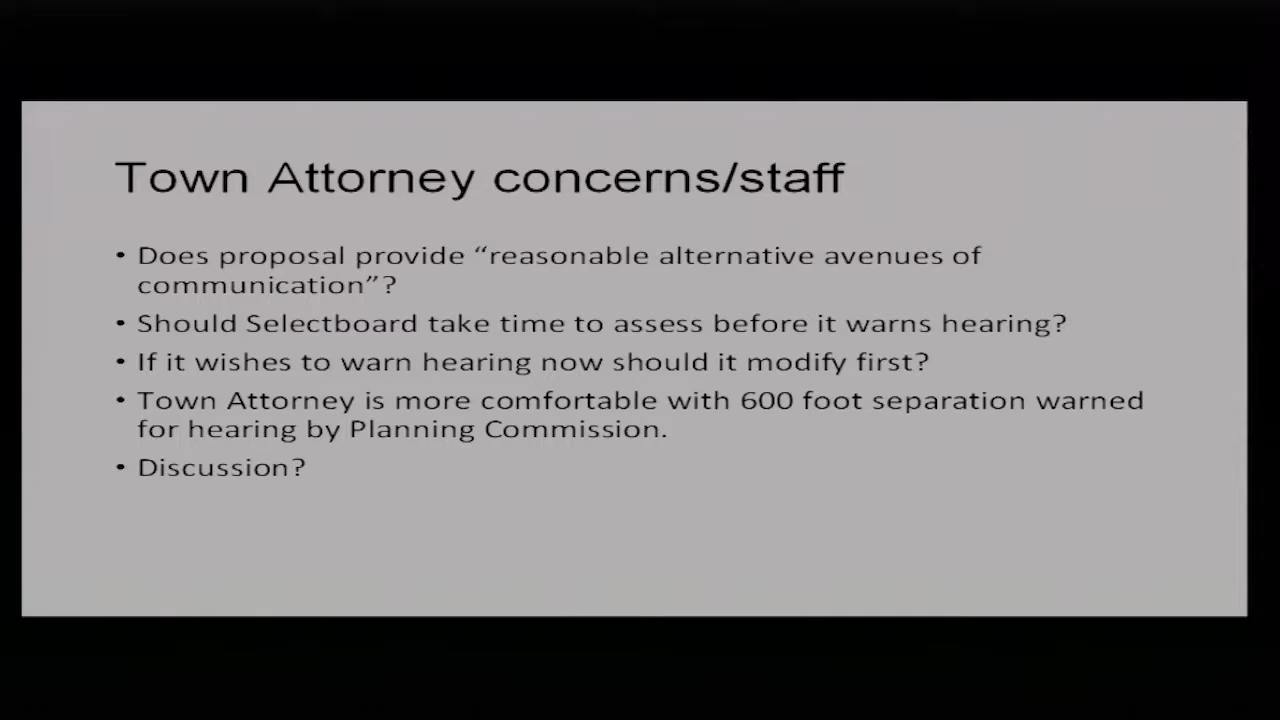 Town Attorney concerns/staff
• Does proposal provide “reasonable alternative avenues of
communication”?
• Should Selectboard take time to assess before it warns hearing?
• If it wishes to warn hearing now should it modify first?
• Town Attorney is more comfortable with 600 foot separation warned
for hearing by Planning Commission.
• Discussion?